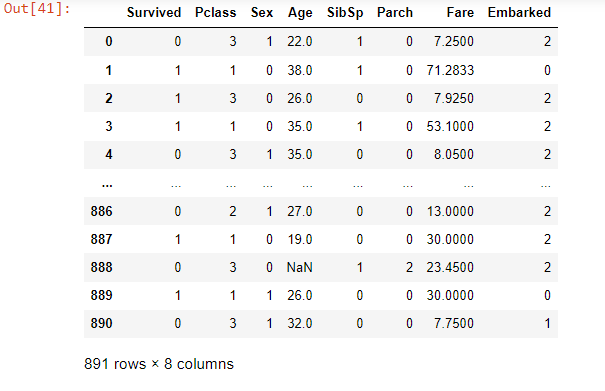 Out[41]:
Survived Pclass Sex Age SibSp Parch Fare Embarked
0 0 3 1 22.0 1 0 7.2500 2
1 1 1 0 38.0 1 0 71.2833 0
2 1 3 0 26.0 0 0 7.9250 2
3 1 1 0 35.0 1 0 53.1000 2
4 0 3 1 35.0 0 0 8.0500 2
... ... ... ... ... ... ... ... ...
886 0 2 1 27.0 0 0 13.0000 2
887 1 1 0 19.0 0 0 30.0000 2
888 0 3 0 NaN 1 2 23.4500 2
889 1 1 1 26.0 0 0 30.0000 0
890 0 3 1 32.0 0 0 7.7500 1
891 rows × 8 columns